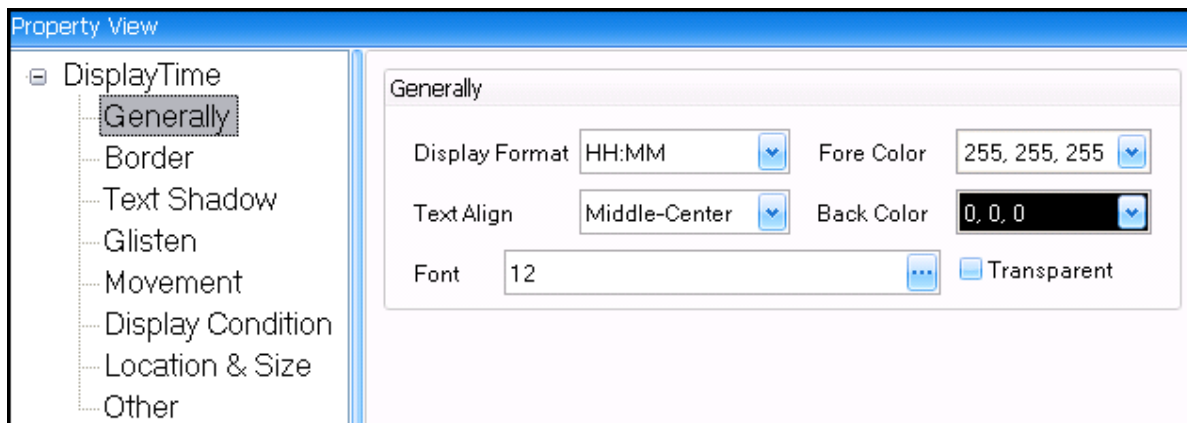 Property View
DisplayTime
Generally
Border
Text Shadow
Glisten
Movement
Display Condition
Location & Size
Other
Generally
Display Format HH:MM Fore Color 255, 255, 255
Text Align Middle-Center Back Color 0, 0, 0
Font 12 Transparent